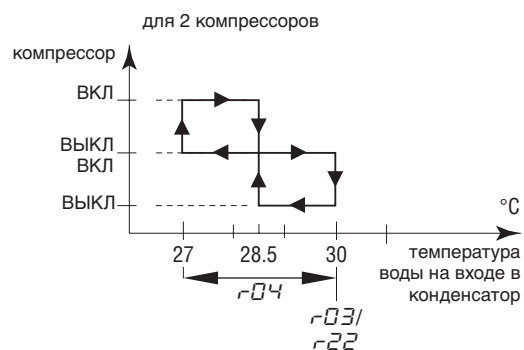 для 2 компрессоров
компрессор
ВКЛ
ВЫКЛ
ВКЛ
ВЫКЛ
°C
27 28.5 30
температура
воды на входе в
конденсатор
r04
r03/
r22